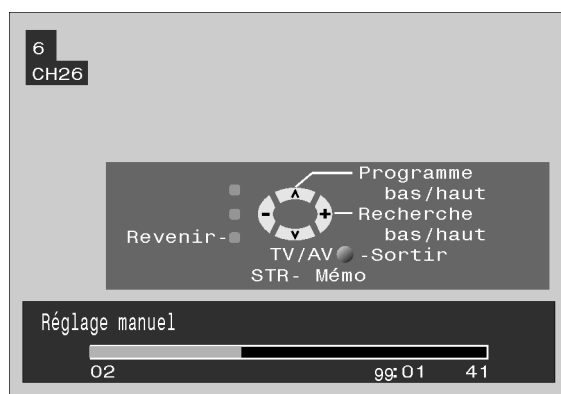 6
CH26
Programme
bas/haut
Recherche
bas/haut
Revenir-
TV/AV -Sortir
STR- Mémo
Réglage manuel
02 99:01 41